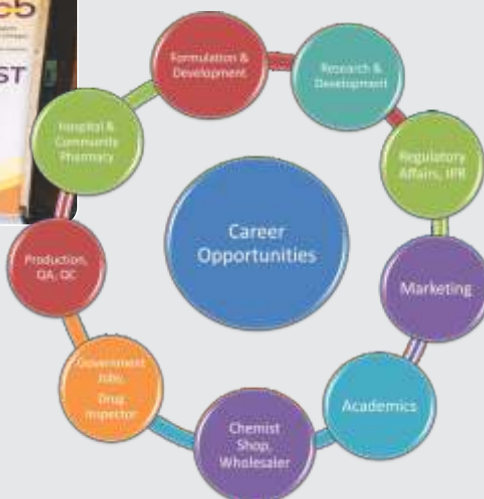 ST
Formulation &
Development
Research &
Development
Regulatory
Affairs, IPR
Marketing
Academics
Chemist
Shop,
Wholesaler
Government
Jobs,
Drug
Inspector
Production,
QA, QC
Hospital &
Community
Pharmacy
Career
Opportunities